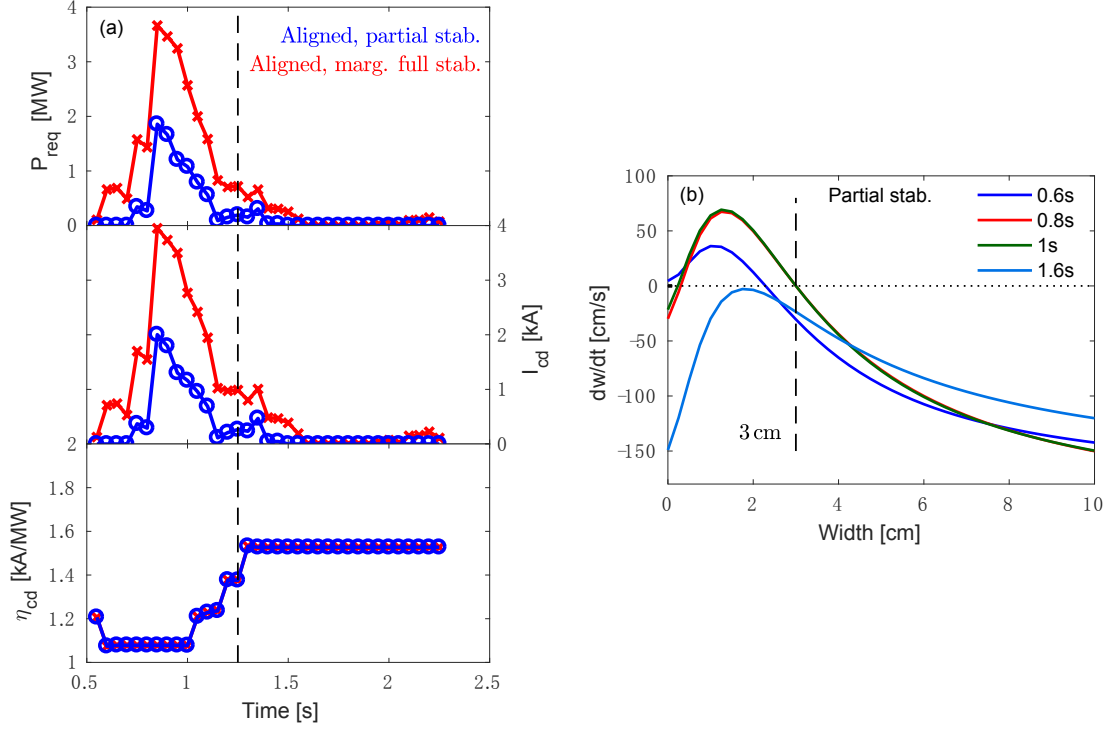 (a)
Aligned, partial stab.
Aligned, marg. full stab.
P_req [MW]
4
3
2
1
0
I_cd [kA]
4
3
2
1
0
η_cd [kA/MW]
2
1.8
1.6
1.4
1.2
1
0.5 1 1.5 2 2.5
Time [s]
(b)
Partial stab.
0.6s
0.8s
1s
1.6s
3 cm
dw/dt [cm/s]
100
50
0
-50
-100
-150
0 2 4 6 8 10
Width [cm]